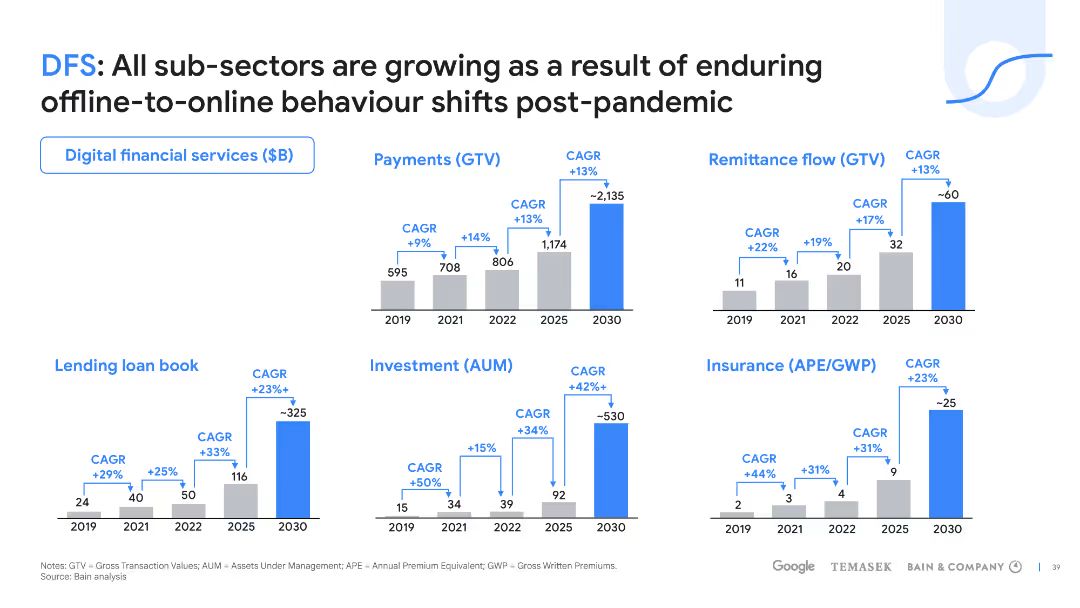 DFS: All sub-sectors are growing as a result of enduring
offline-to-online behaviour shifts post-pandemic
Digital financial services ($B)
Payments (GTV)
CAGR
+9%
+14%
CAGR
+13%
CAGR
+13%
595
708
806
1,174
~2,135
2019
2021
2022
2025
2030
Remittance flow (GTV)
CAGR
+22%
+19%
CAGR
+17%
CAGR
+13%
11
16
20
32
~60
2019
2021
2022
2025
2030
Lending loan book
CAGR
+29%
+25%
CAGR
+33%
CAGR
+23%+
24
40
50
116
~325
2019
2021
2022
2025
2030
Investment (AUM)
CAGR
+50%
+15%
CAGR
+34%
CAGR
+42%+
15
34
39
92
~530
2019
2021
2022
2025
2030
Insurance (APE/GWP)
CAGR
+44%
+31%
CAGR
+31%
CAGR
+23%
2
3
4
9
~25
2019
2021
2022
2025
2030
Notes: GTV = Gross Transaction Values; AUM = Assets Under Management; APE = Annual Premium Equivalent; GWP = Gross Written Premiums.
Source: Bain analysis
Google TEMASEK BAIN & COMPANY | 39